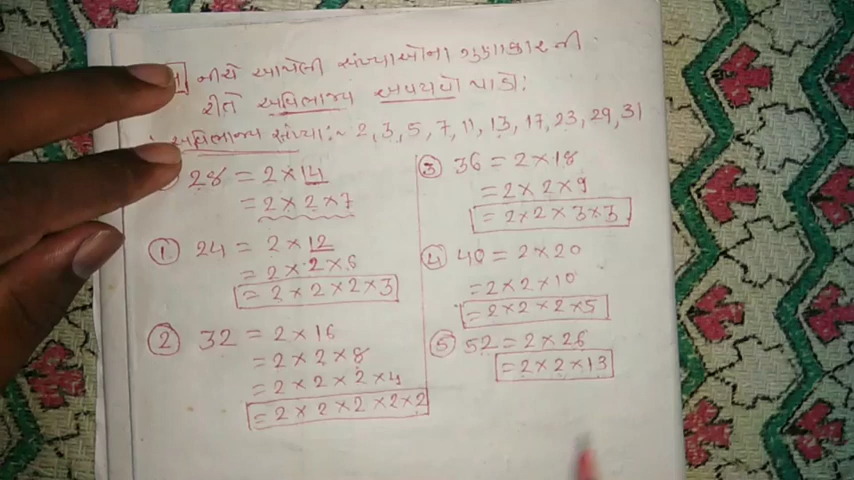 નીચે આપેલી સંખ્યાઓના ગુણાકારની
રીતે અવિભાજ્ય અવયવો પાડો:
અવિભાજ્ય સંખ્યા:~ 2, 3, 5, 7, 11, 13, 17, 23, 29, 31
28 = 2 × 14
= 2 × 2 × 7
① 24 = 2 × 12
= 2 × 2 × 6
= 2 × 2 × 2 × 3
② 32 = 2 × 16
= 2 × 2 × 8
= 2 × 2 × 2 × 4
= 2 × 2 × 2 × 2 × 2
③ 36 = 2 × 18
= 2 × 2 × 9
= 2 × 2 × 3 × 3
④ 40 = 2 × 20
= 2 × 2 × 10
= 2 × 2 × 2 × 5
⑤ 52 = 2 × 26
= 2 × 2 × 13